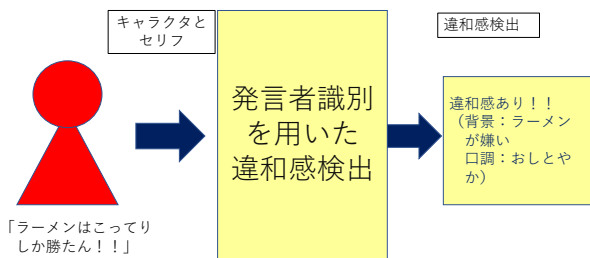 キャラクタと
セリフ
違和感検出
発言者識別
を用いた
違和感検出
違和感あり！！
（背景：ラーメン
が嫌い
口調：おしとや
か）
「ラーメンはこってり
しか勝たん！！」